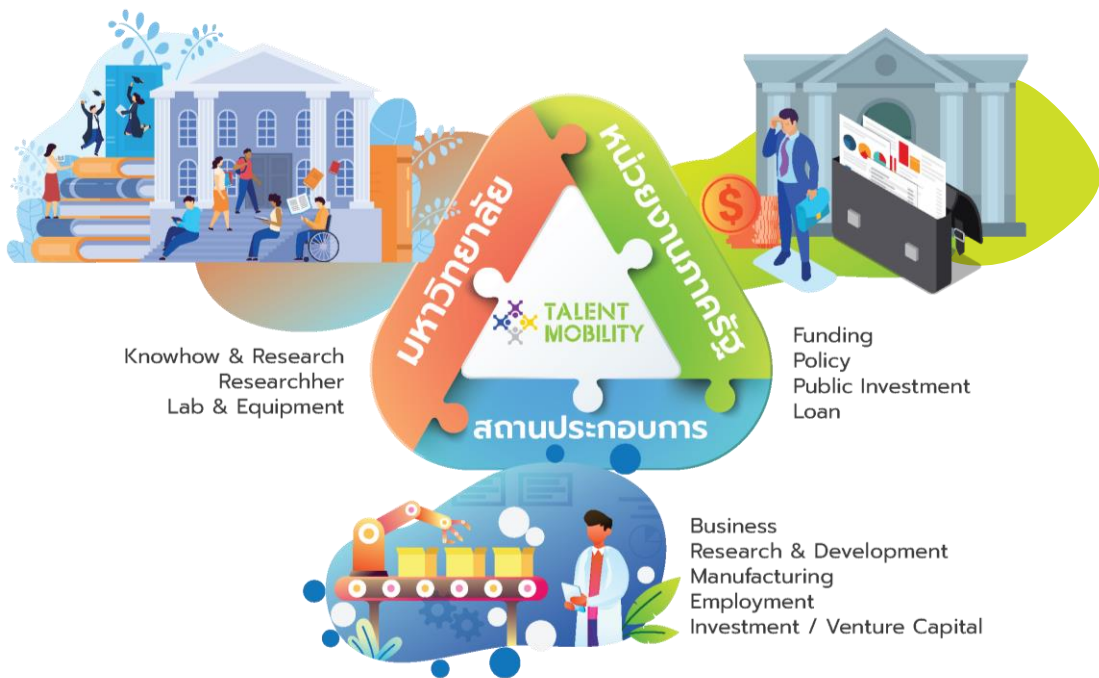 มหาวิทยาลัย
หน่วยงานภาครัฐ
TALENT
MOBILITY
สถานประกอบการ
Knowhow & Research
Researchher
Lab & Equipment
Funding
Policy
Public Investment
Loan
$
Business
Research & Development
Manufacturing
Employment
Investment / Venture Capital